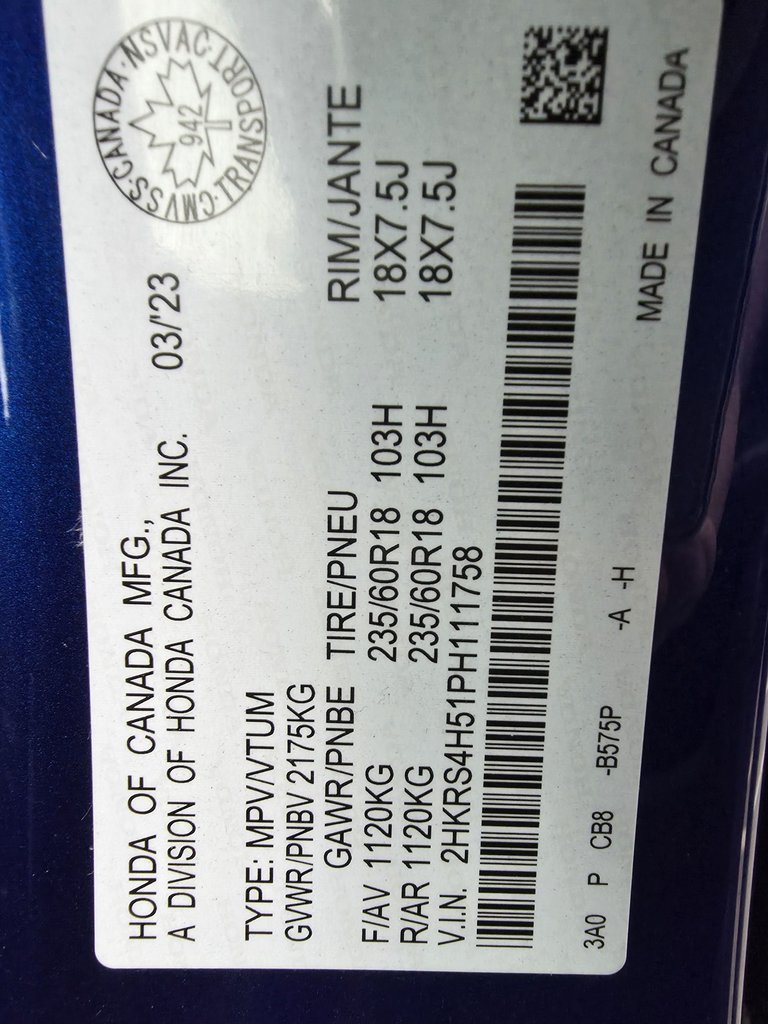 HONDA OF CANADA MFG.,
A DIVISION OF HONDA CANADA INC. 03/'23
CMVSS·CANADA·NSVAC·TRANSPORT·
942
TYPE: MPV/VTUM
GVWR/PNBV 2175KG
GAWR/PNBE TIRE/PNEU RIM/JANTE
F/AV 1120KG 235/60R18 103H 18X7.5J
R/AR 1120KG 235/60R18 103H 18X7.5J
V.I.N. 2HKRS4H51PH111758
3A0 P CB8 -B575P -A -H MADE IN CANADA